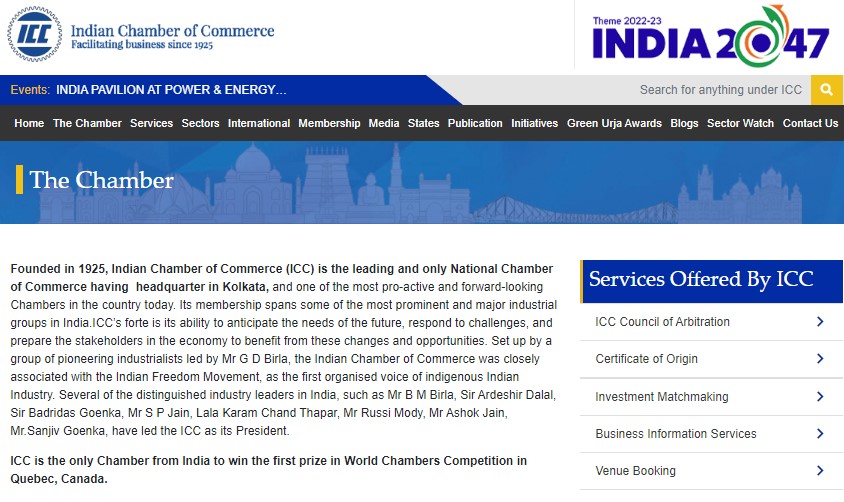 ICC
Indian Chamber of Commerce
Facilitating business since 1925
Theme 2022-23
INDIA 2047
Events: INDIA PAVILION AT POWER & ENERGY...
Search for anything under ICC
Home The Chamber Services Sectors International Membership Media States Publication Initiatives Green Urja Awards Blogs Sector Watch Contact Us
The Chamber
Founded in 1925, Indian Chamber of Commerce (ICC) is the leading and only National Chamber
of Commerce having headquarter in Kolkata, and one of the most pro-active and forward-looking
Chambers in the country today. Its membership spans some of the most prominent and major industrial
groups in India.ICC's forte is its ability to anticipate the needs of the future, respond to challenges, and
prepare the stakeholders in the economy to benefit from these changes and opportunities. Set up by a
group of pioneering industrialists led by Mr G D Birla, the Indian Chamber of Commerce was closely
associated with the Indian Freedom Movement, as the first organised voice of indigenous Indian
Industry. Several of the distinguished industry leaders in India, such as Mr B M Birla, Sir Ardeshir Dalal,
Sir Badridas Goenka, Mr S P Jain, Lala Karam Chand Thapar, Mr Russi Mody, Mr Ashok Jain,
Mr.Sanjiv Goenka, have led the ICC as its President.
ICC is the only Chamber from India to win the first prize in World Chambers Competition in
Quebec, Canada.
Services Offered By ICC
ICC Council of Arbitration
Certificate of Origin
Investment Matchmaking
Business Information Services
Venue Booking